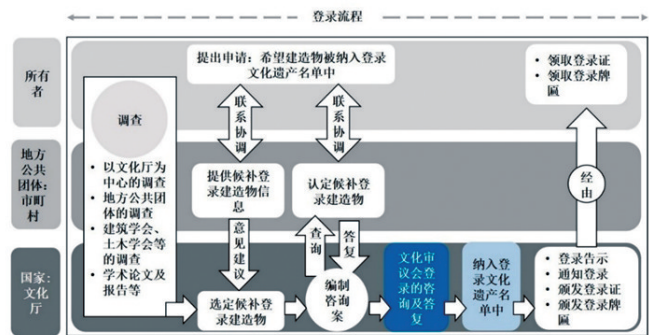 登录流程
所有
者
提出申请：希望建造物被纳入登录
文化遗产名单中
• 领取登录证
• 领取登录牌
匾
调查
• 以文化厅为
中心的调查
• 地方公共团
体的调查
• 建筑学会、
土木学会等
的调查
• 学术论文及
报告等
联系协调
联系协调
地方
公共
团体：
市町
村
提供候补登
录建造物信
息
认定候补登
录建造物
经由
意见建议
查询
答复
国家：
文化
厅
选定候补登
录建造物
编制
咨询
案
文化审
议会登
录的咨
询及答
复
纳入登
录文化
遗产名
单中
• 登录告示
• 通知登录
• 颁发登录证
• 颁发登录牌
匾